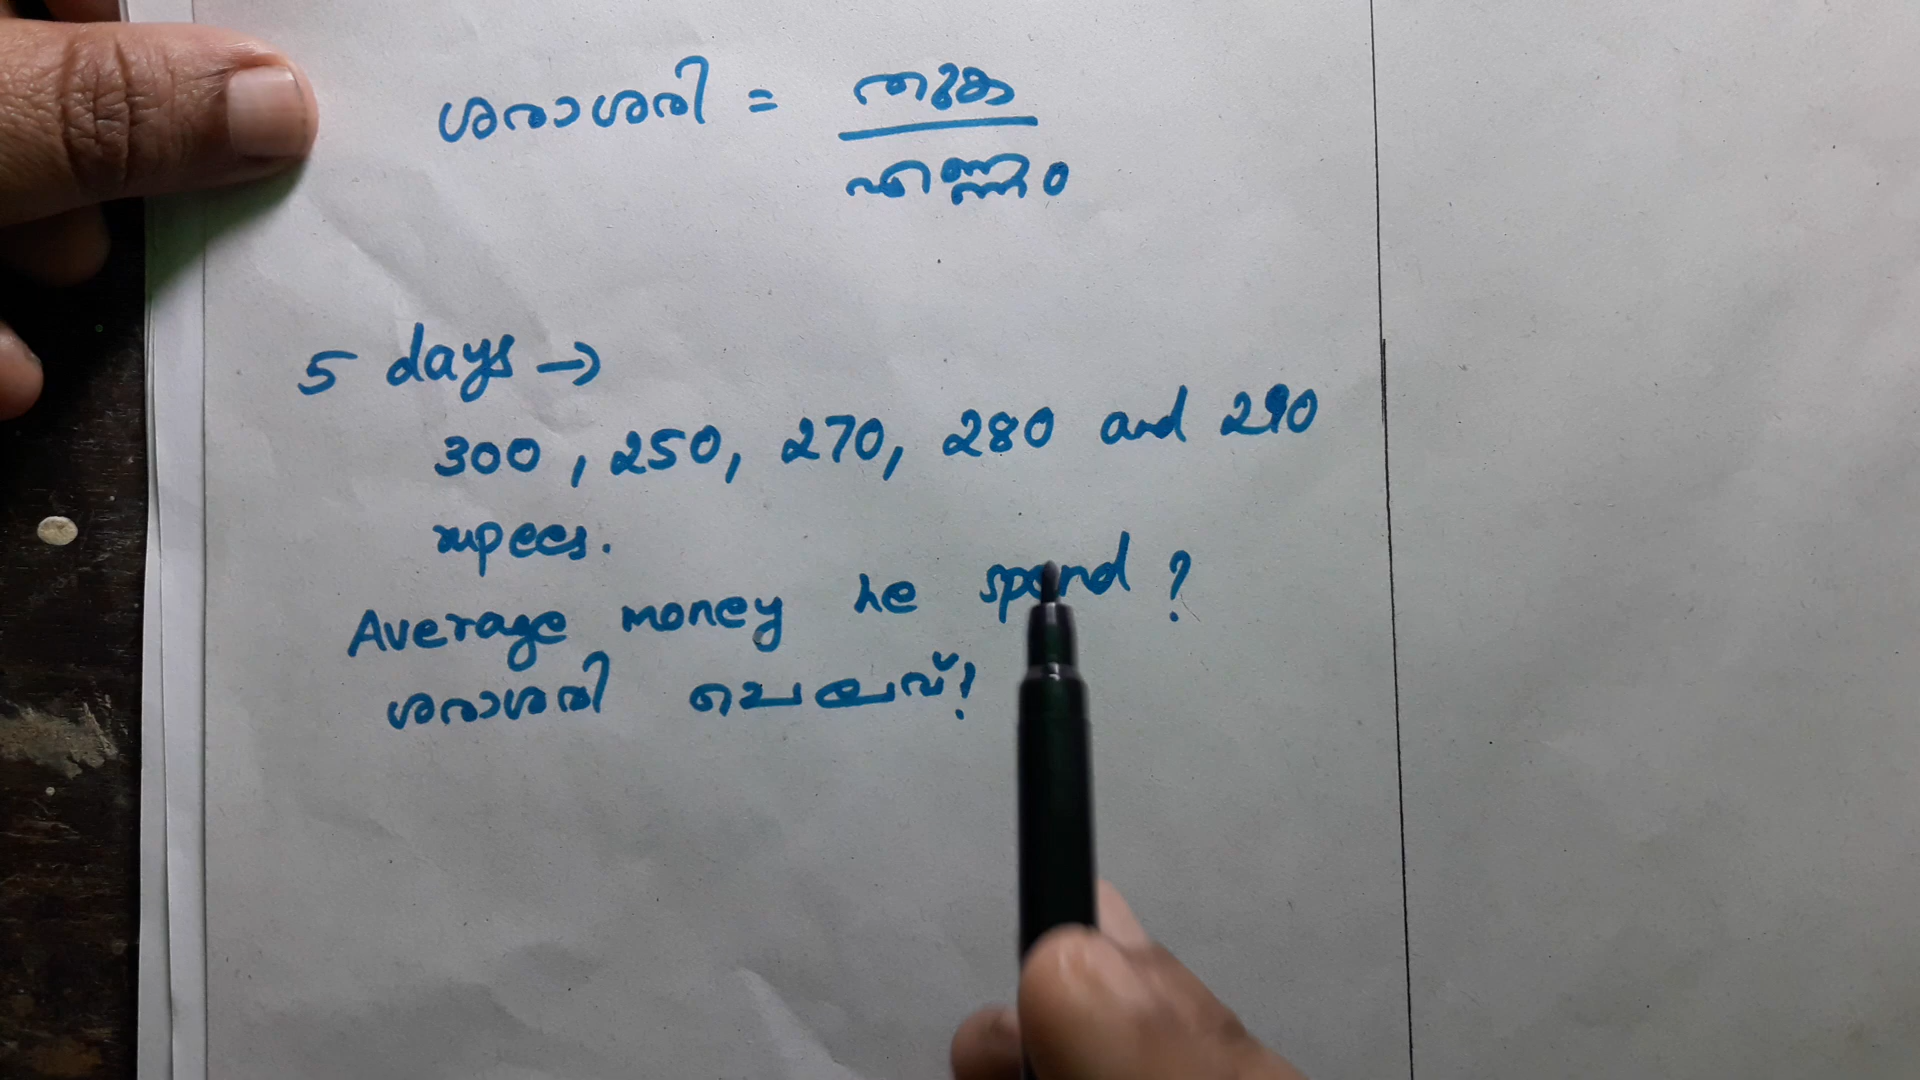 ശരാശരി = തുക
എണ്ണം
5 days →
300, 250, 270, 280 and 290
rupees.
Average money he spend ?
ശരാശരി ചെലവ്?